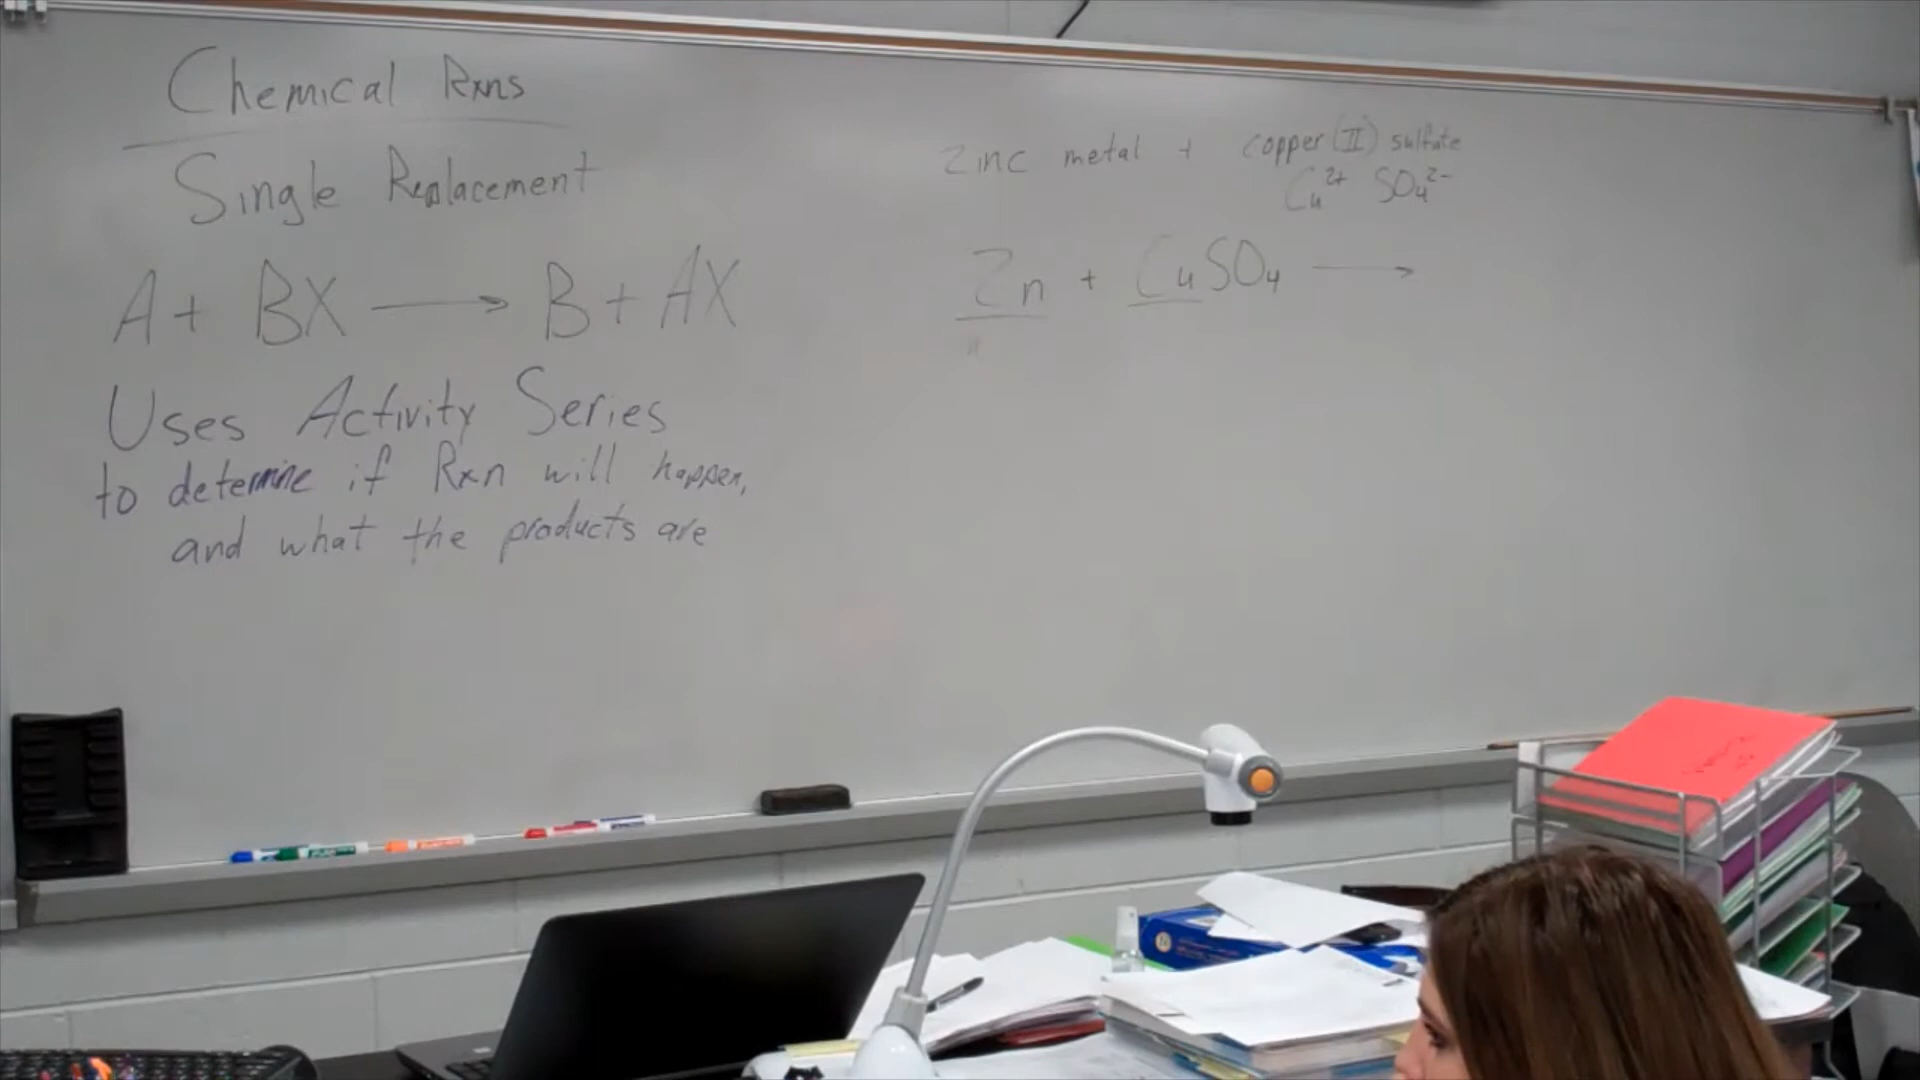 Chemical Rxns
Single Replacement
A + BX → B + AX
Uses Activity Series
to determine if Rxn will happen,
and what the products are
Zinc metal + copper (II) sulfate
Cu²⁺ SO₄²⁻
Zn + CuSO₄ →